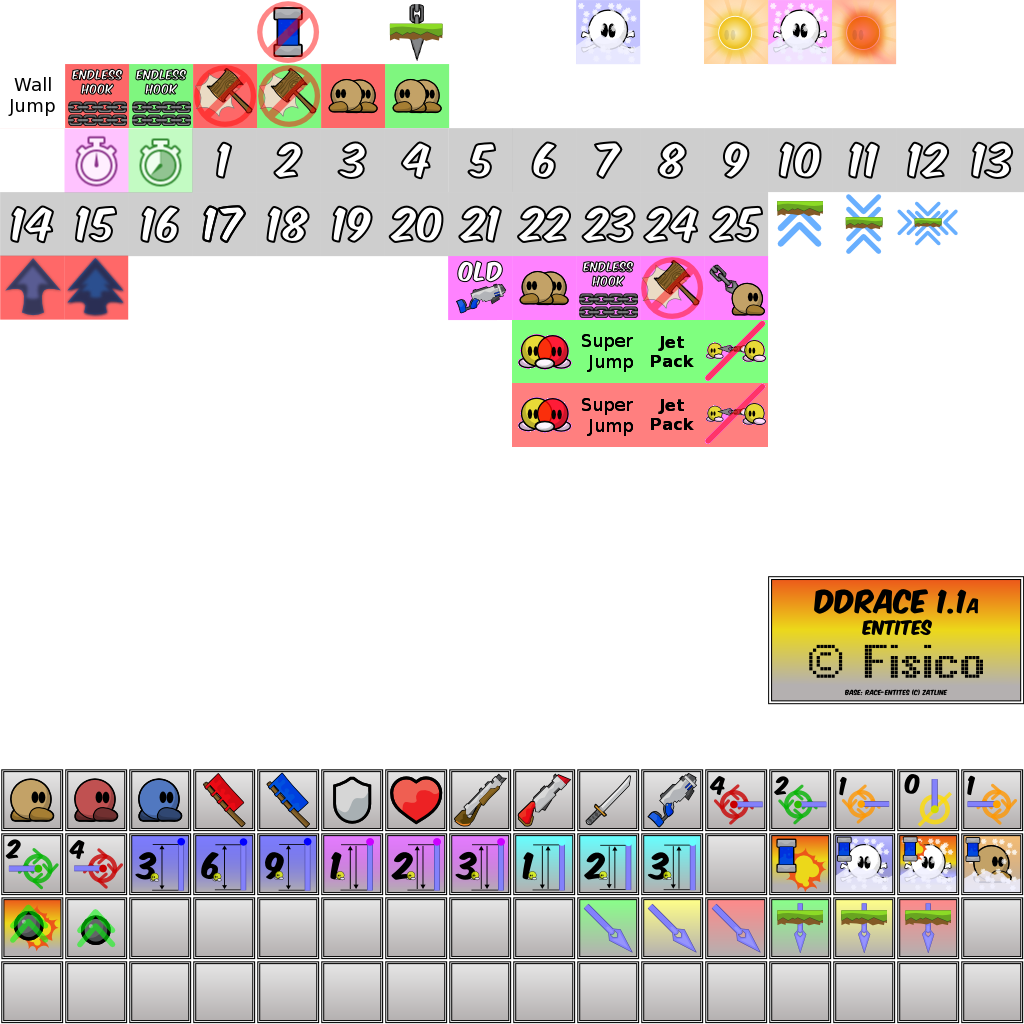 Wall
Jump
ENDLESS
HOOK
ENDLESS
HOOK
1 2 3 4 5 6 7 8 9 10 11 12 13
14 15 16 17 18 19 20 21 22 23 24 25
OLD
ENDLESS
HOOK
Super
Jump
Jet
Pack
Super
Jump
Jet
Pack
DDRACE 1.1A
ENTITES
© Fisico
BASE: RACE-ENTITES (C) ZATLINE
4 2 1 0 1
2 4 3 6 9 1 2 3 1 2 3